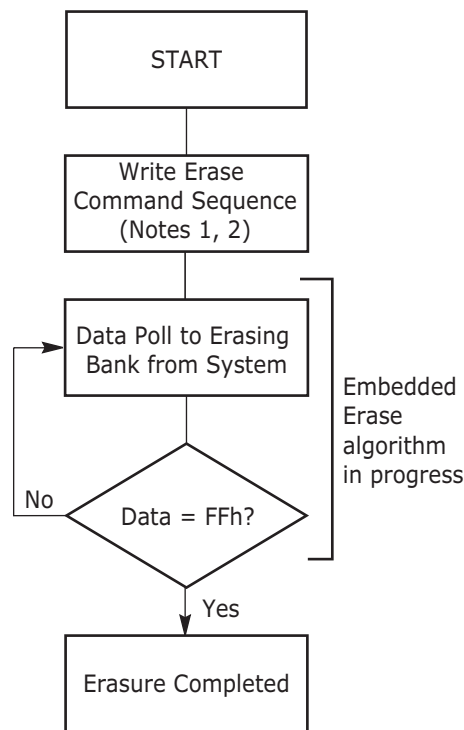 START
Write Erase
Command Sequence
(Notes 1, 2)
Data Poll to Erasing
Bank from System
Embedded
Erase
algorithm
in progress
No
Data = FFh?
Yes
Erasure Completed